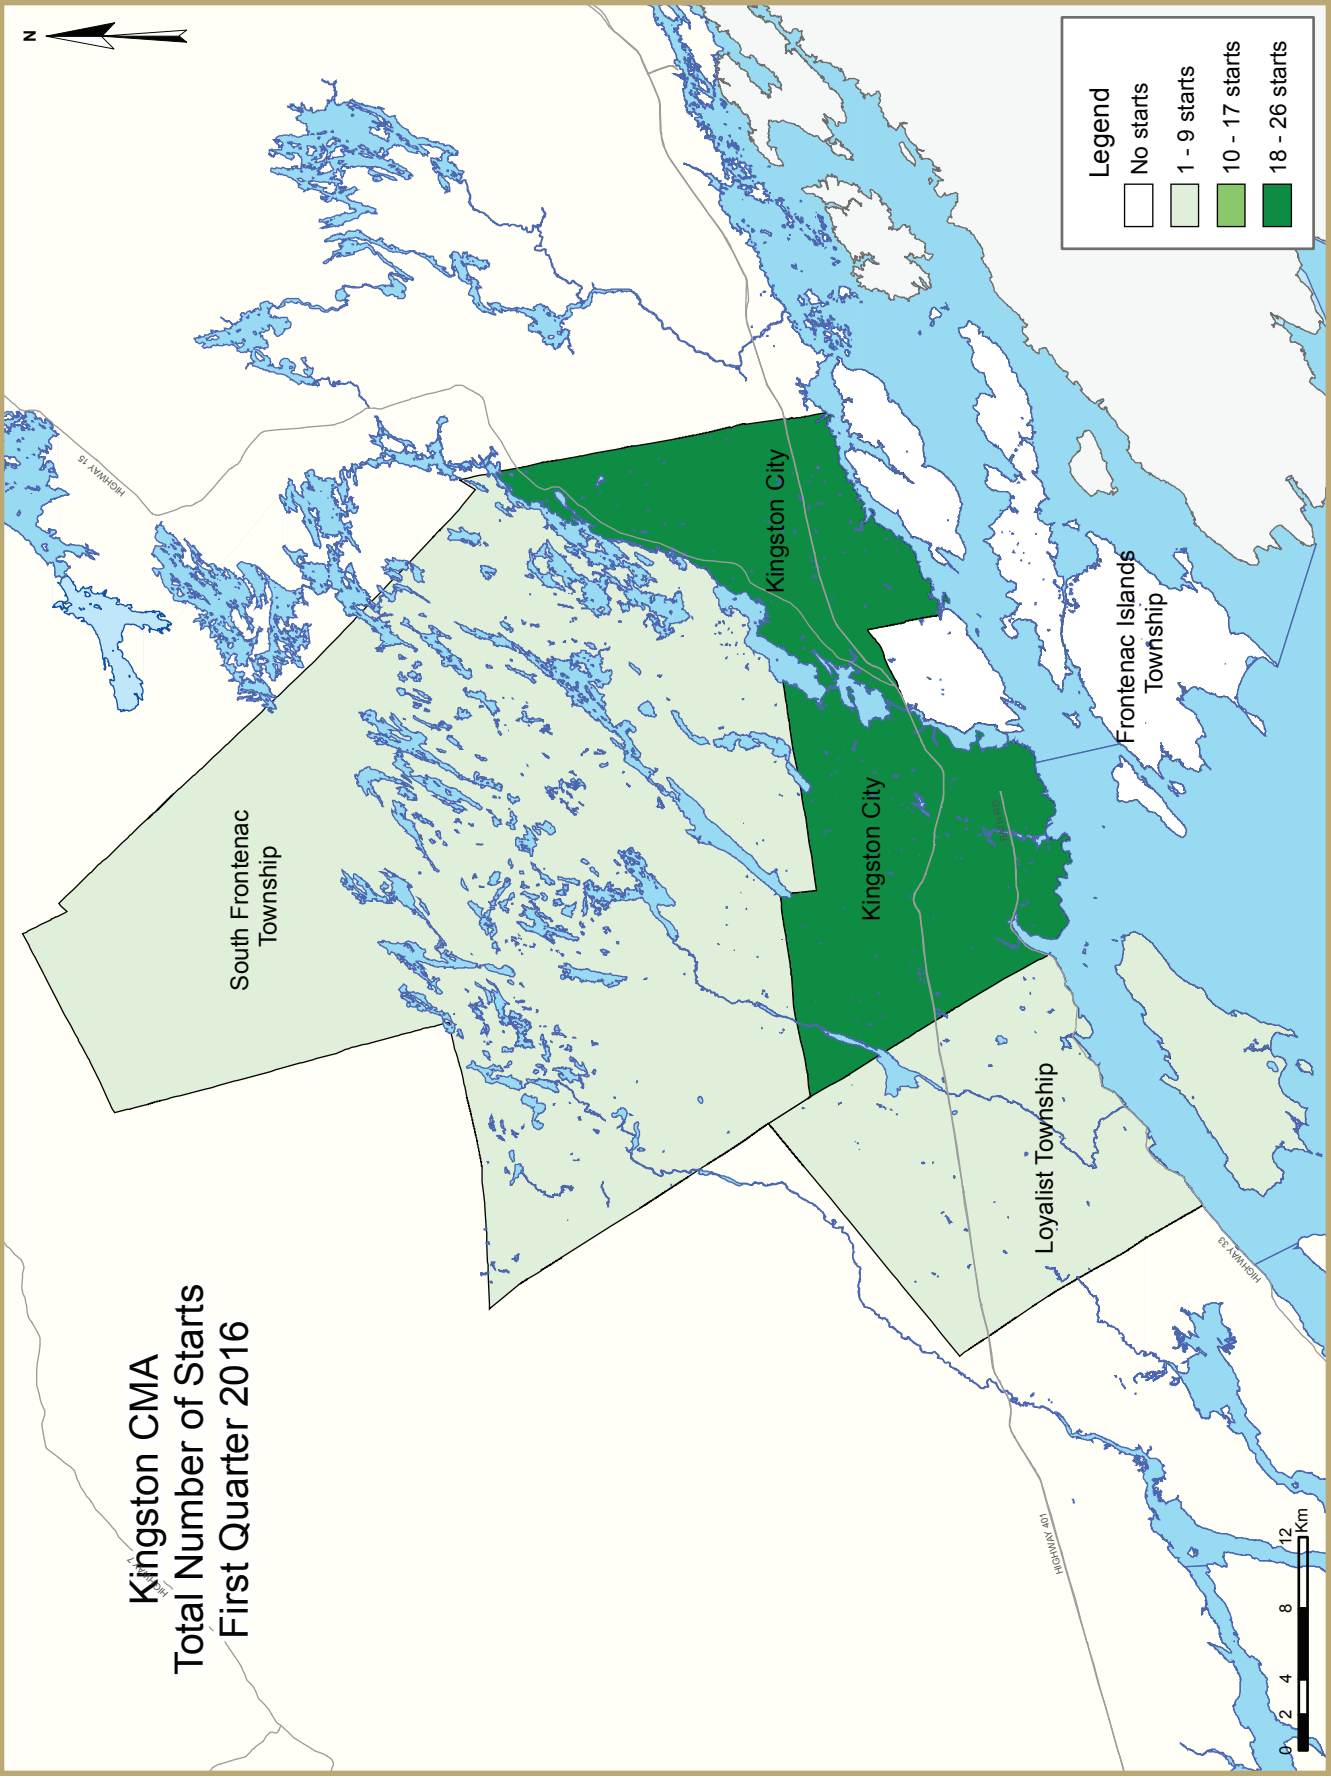 Kingston CMA
Total Number of Starts
First Quarter 2016
N
HIGHWAY 7
HIGHWAY 15
South Frontenac
Township
Kingston City
Kingston City
Loyalist Township
Frontenac Islands
Township
HIGHWAY 401
HIGHWAY 33
0 2 4 8 12
Km
Legend
No starts
1 - 9 starts
10 - 17 starts
18 - 26 starts